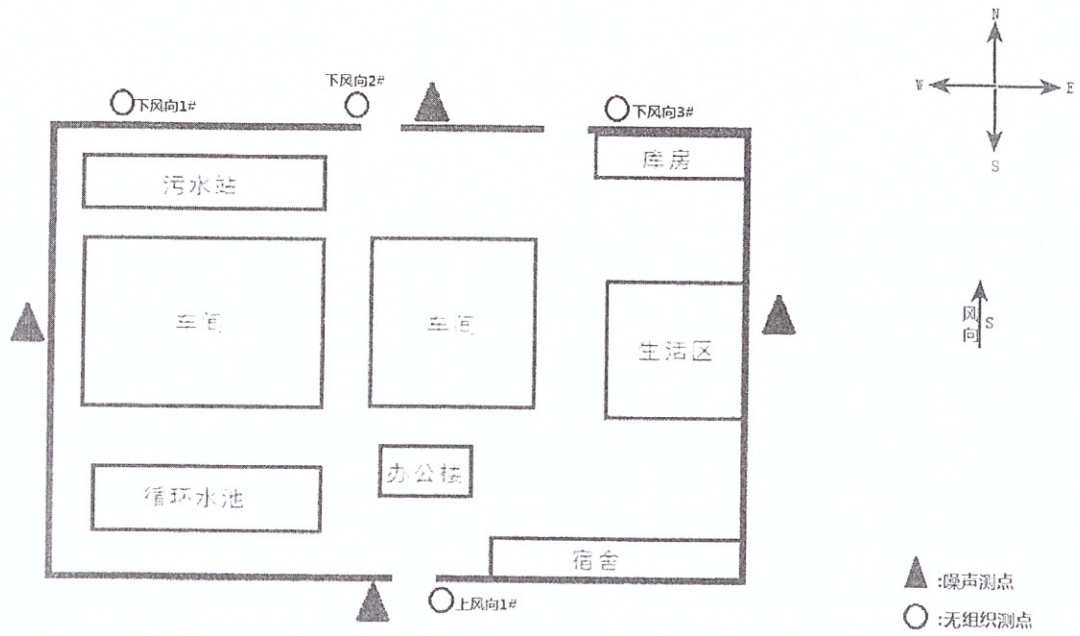 N
下风向2#
下风向1#
下风向3#
W
E
库房
S
污水站
车间
车间
风向
S
生活区
办公楼
循环水池
宿舍
:噪声测点
上风向1#
:无组织测点